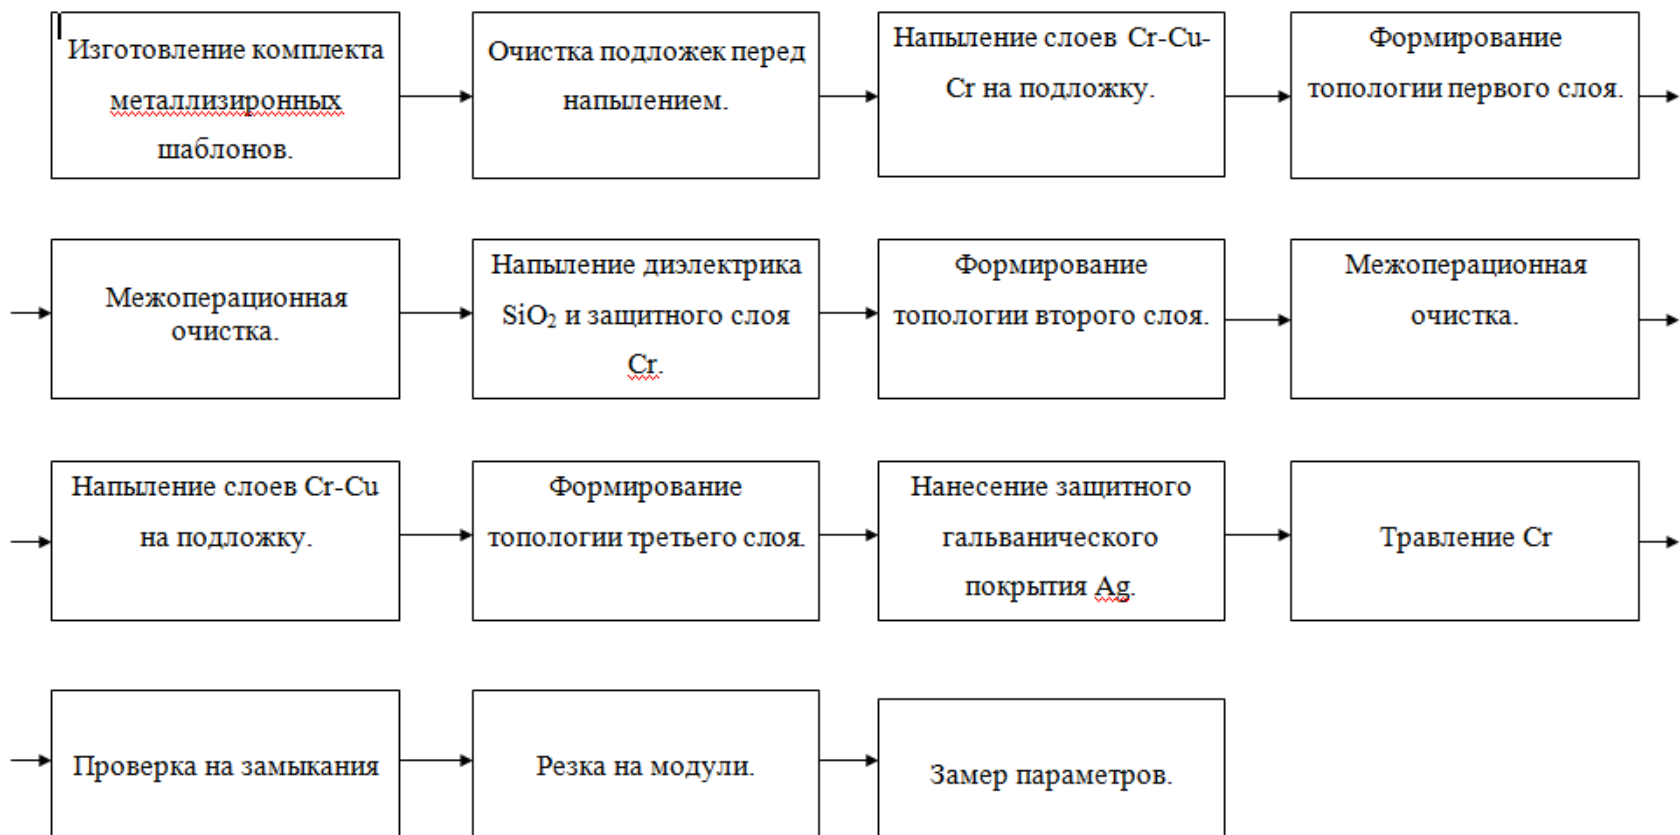 Изготовление комплекта
металлизиронных
шаблонов.
Очистка подложек перед
напылением.
Напыление слоев Cr-Cu-
Cr на подложку.
Формирование
топологии первого слоя.
Межоперационная
очистка.
Напыление диэлектрика
SiO₂ и защитного слоя
Cr.
Формирование
топологии второго слоя.
Межоперационная
очистка.
Напыление слоев Cr-Cu
на подложку.
Формирование
топологии третьего слоя.
Нанесение защитного
гальванического
покрытия Ag.
Травление Cr
Проверка на замыкания
Резка на модули.
Замер параметров.